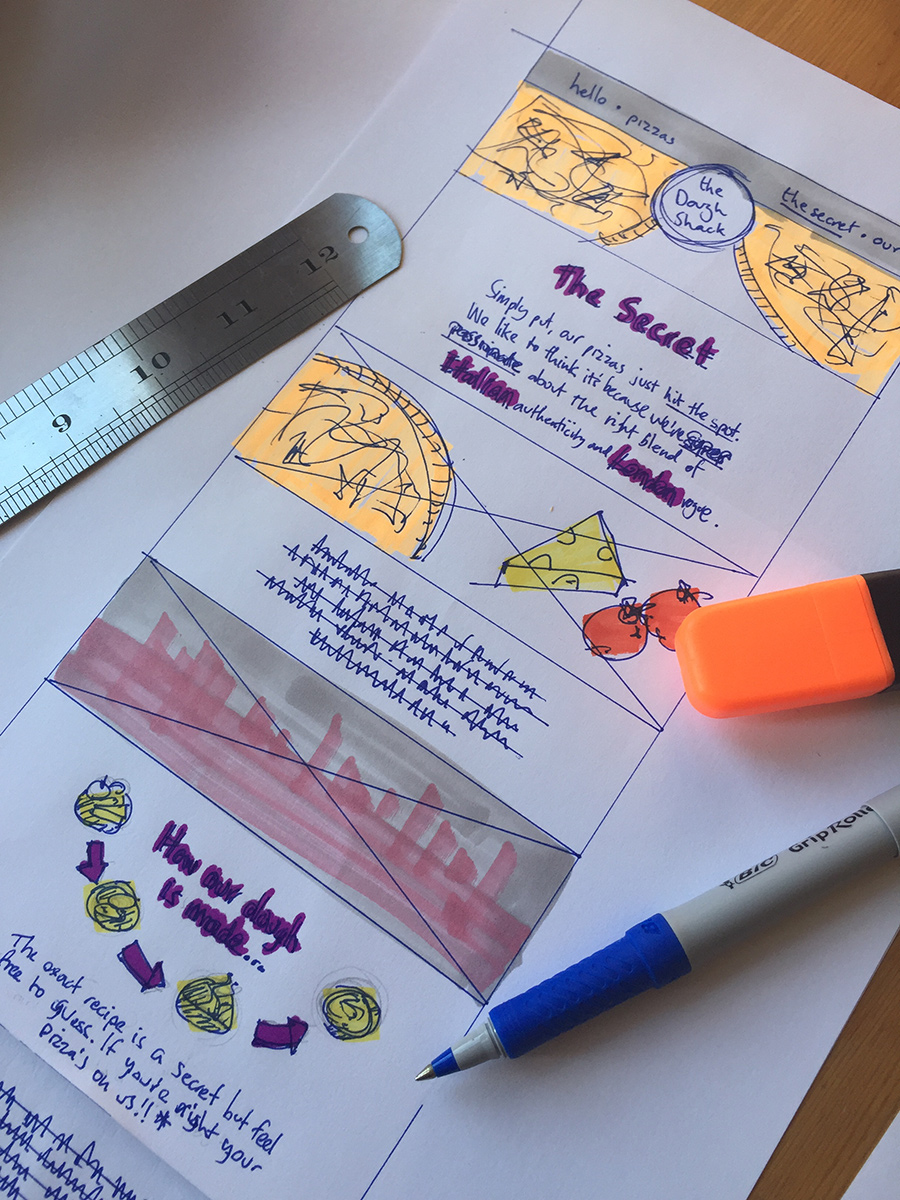 hello · pizzas
the secret · our
the
Dough
Shack
The Secret
Simply put, our pizzas just hit the spot.
We like to think it's because we're super
passionate about the right blend of
Italian authenticity and London vogue.
How our dough
is made...
The exact recipe is a secret but feel
free to guess. If you're right your
pizza's on us!! *
9 10 11 12
BIC GripRoll